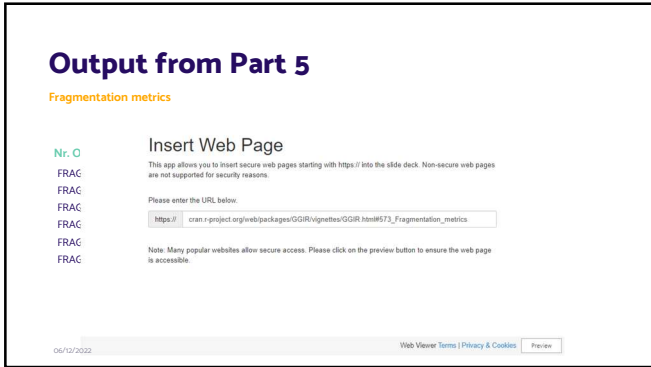 Output from Part 5
Fragmentation metrics
Nr. O
FRAG
FRAG
FRAG
FRAG
FRAG
FRAG
Insert Web Page
This app allows you to insert secure web pages starting with https:// into the slide deck. Non-secure web pages
are not supported for security reasons.
Please enter the URL below.
https:// cran.r-project.org/web/packages/GGIR/vignettes/GGIR.html#573_Fragmentation_metrics
Note: Many popular websites allow secure access. Please click on the preview button to ensure the web page
is accessible.
06/12/2022
Web Viewer Terms | Privacy & Cookies Preview